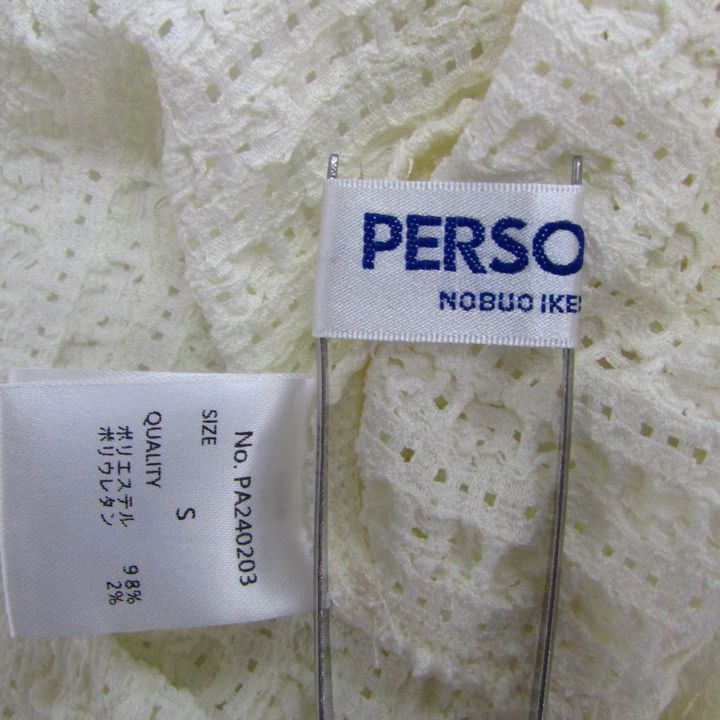 PERSO
NOBUO IKE
No. PA240203
SIZE
S
QUALITY
ポリエステル 98%
ポリウレタン 2%